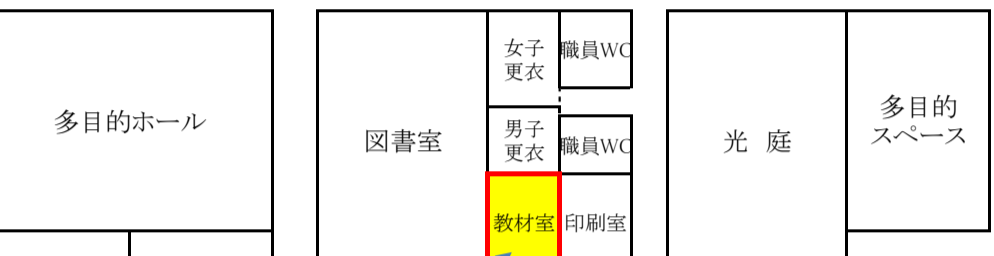 多目的ホール
図書室
女子
更衣
職員WC
男子
更衣
職員WC
教材室
印刷室
光 庭
多目的
スペース